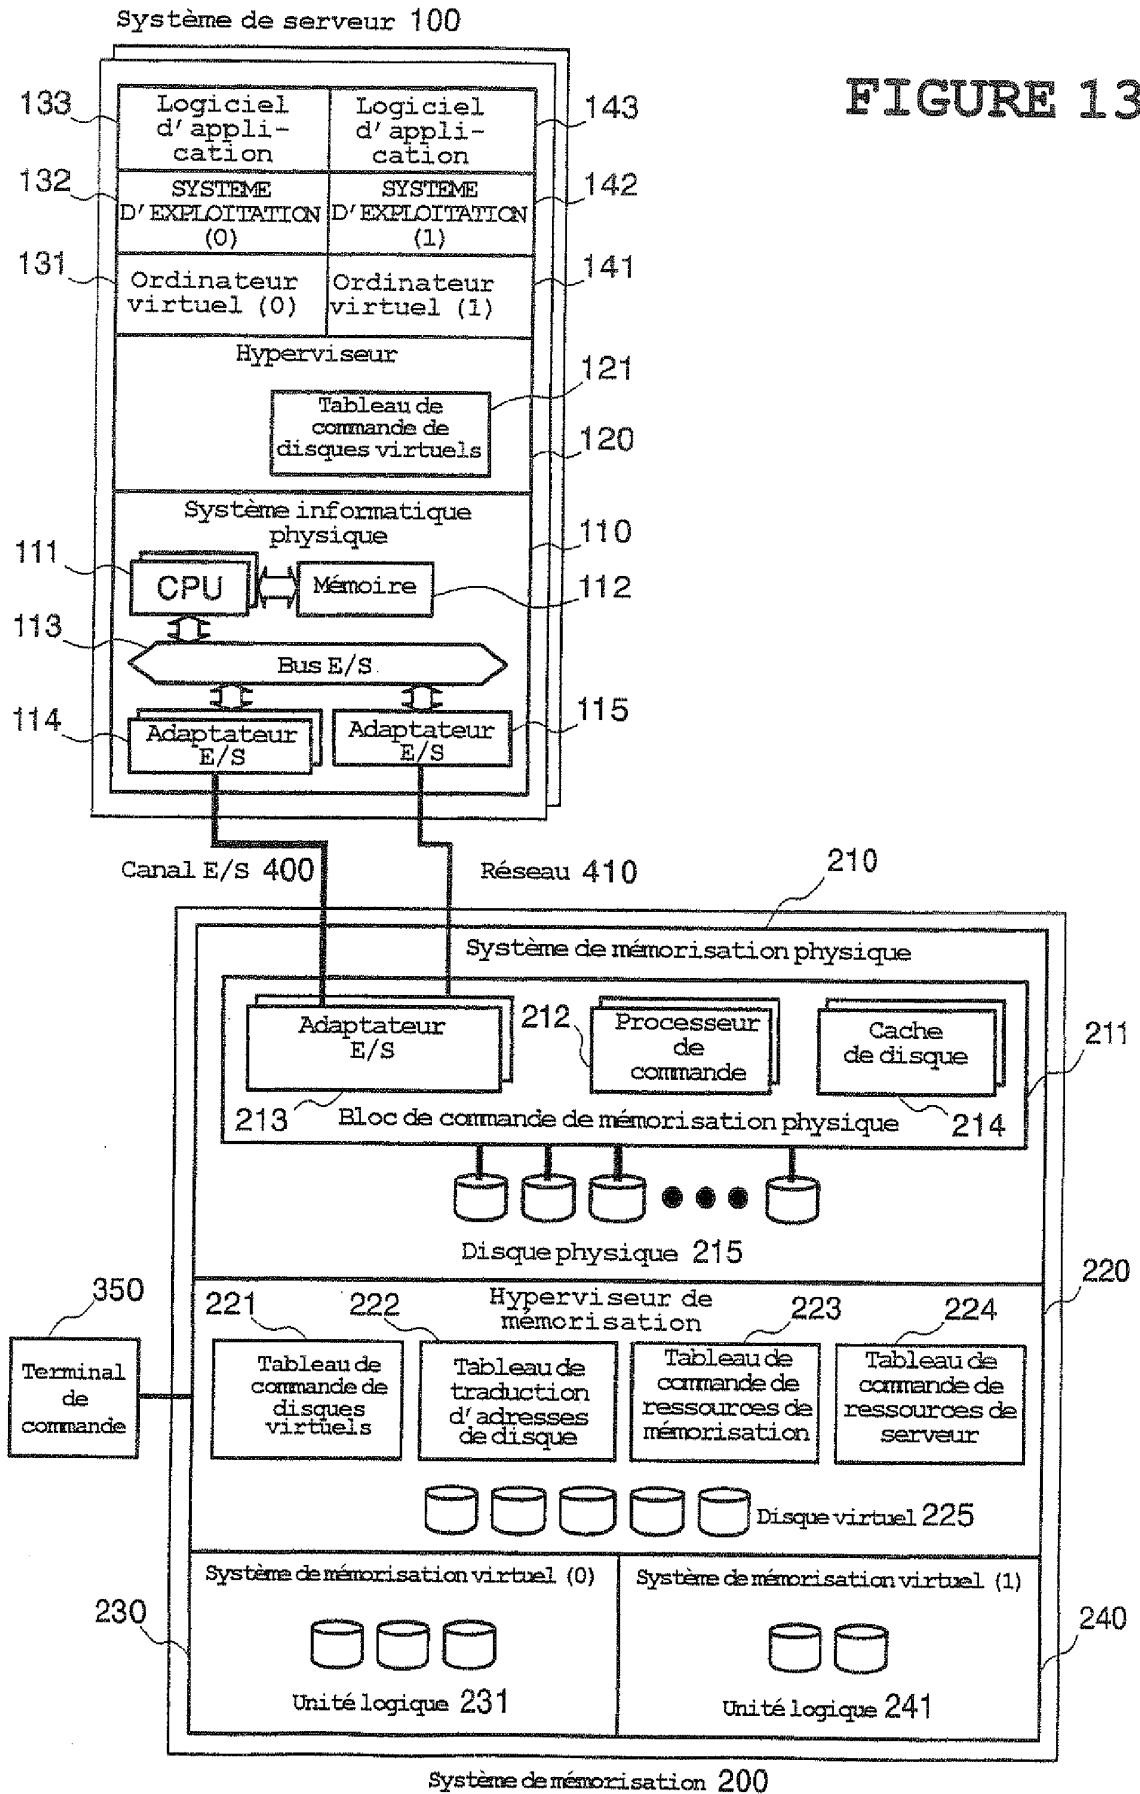 Système de serveur 100
FIGURE 13
133
Logiciel
d'appli-
cation
Logiciel
d'appli-
cation
143
132
SYSTEME
D'EXPLOITATION
(0)
SYSTEME
D'EXPLOITATION
(1)
142
131
Ordinateur
virtuel (0)
Ordinateur
virtuel (1)
141
Hyperviseur
121
Tableau de
commande de
disques virtuels
120
Système informatique
physique
110
111
CPU
Mémoire
112
113
Bus E/S
114
Adaptateur
E/S
Adaptateur
E/S
115
Canal E/S 400
Réseau 410
210
Système de mémorisation physique
Adaptateur
E/S
212
Processeur
de
commande
Cache
de disque
211
213
Bloc de commande de mémorisation physique
214
Disque physique 215
350
Terminal
de
commande
220
Hyperviseur de
mémorisation
221
222
223
224
Tableau de
commande de
disques
virtuels
Tableau de
traduction
d'adresses
de disque
Tableau de
commande de
ressources de
mémorisation
Tableau de
commande de
ressources de
serveur
Disque virtuel 225
Système de mémorisation virtuel (0)
Système de mémorisation virtuel (1)
230
240
Unité logique 231
Unité logique 241
Système de mémorisation 200